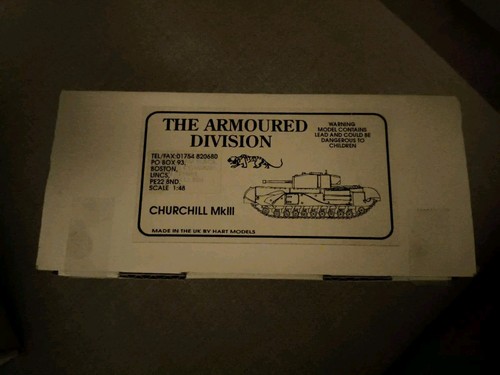 THE ARMOURED
DIVISION
TEL/FAX 01754 820680
PO BOX 93,
BOSTON,
LINCS,
PE22 8ND.
SCALE 1:48
WARNING
MODEL CONTAINS
LEAD AND COULD BE
DANGEROUS TO
CHILDREN
CHURCHILL MkIII
MADE IN THE UK BY HART MODELS